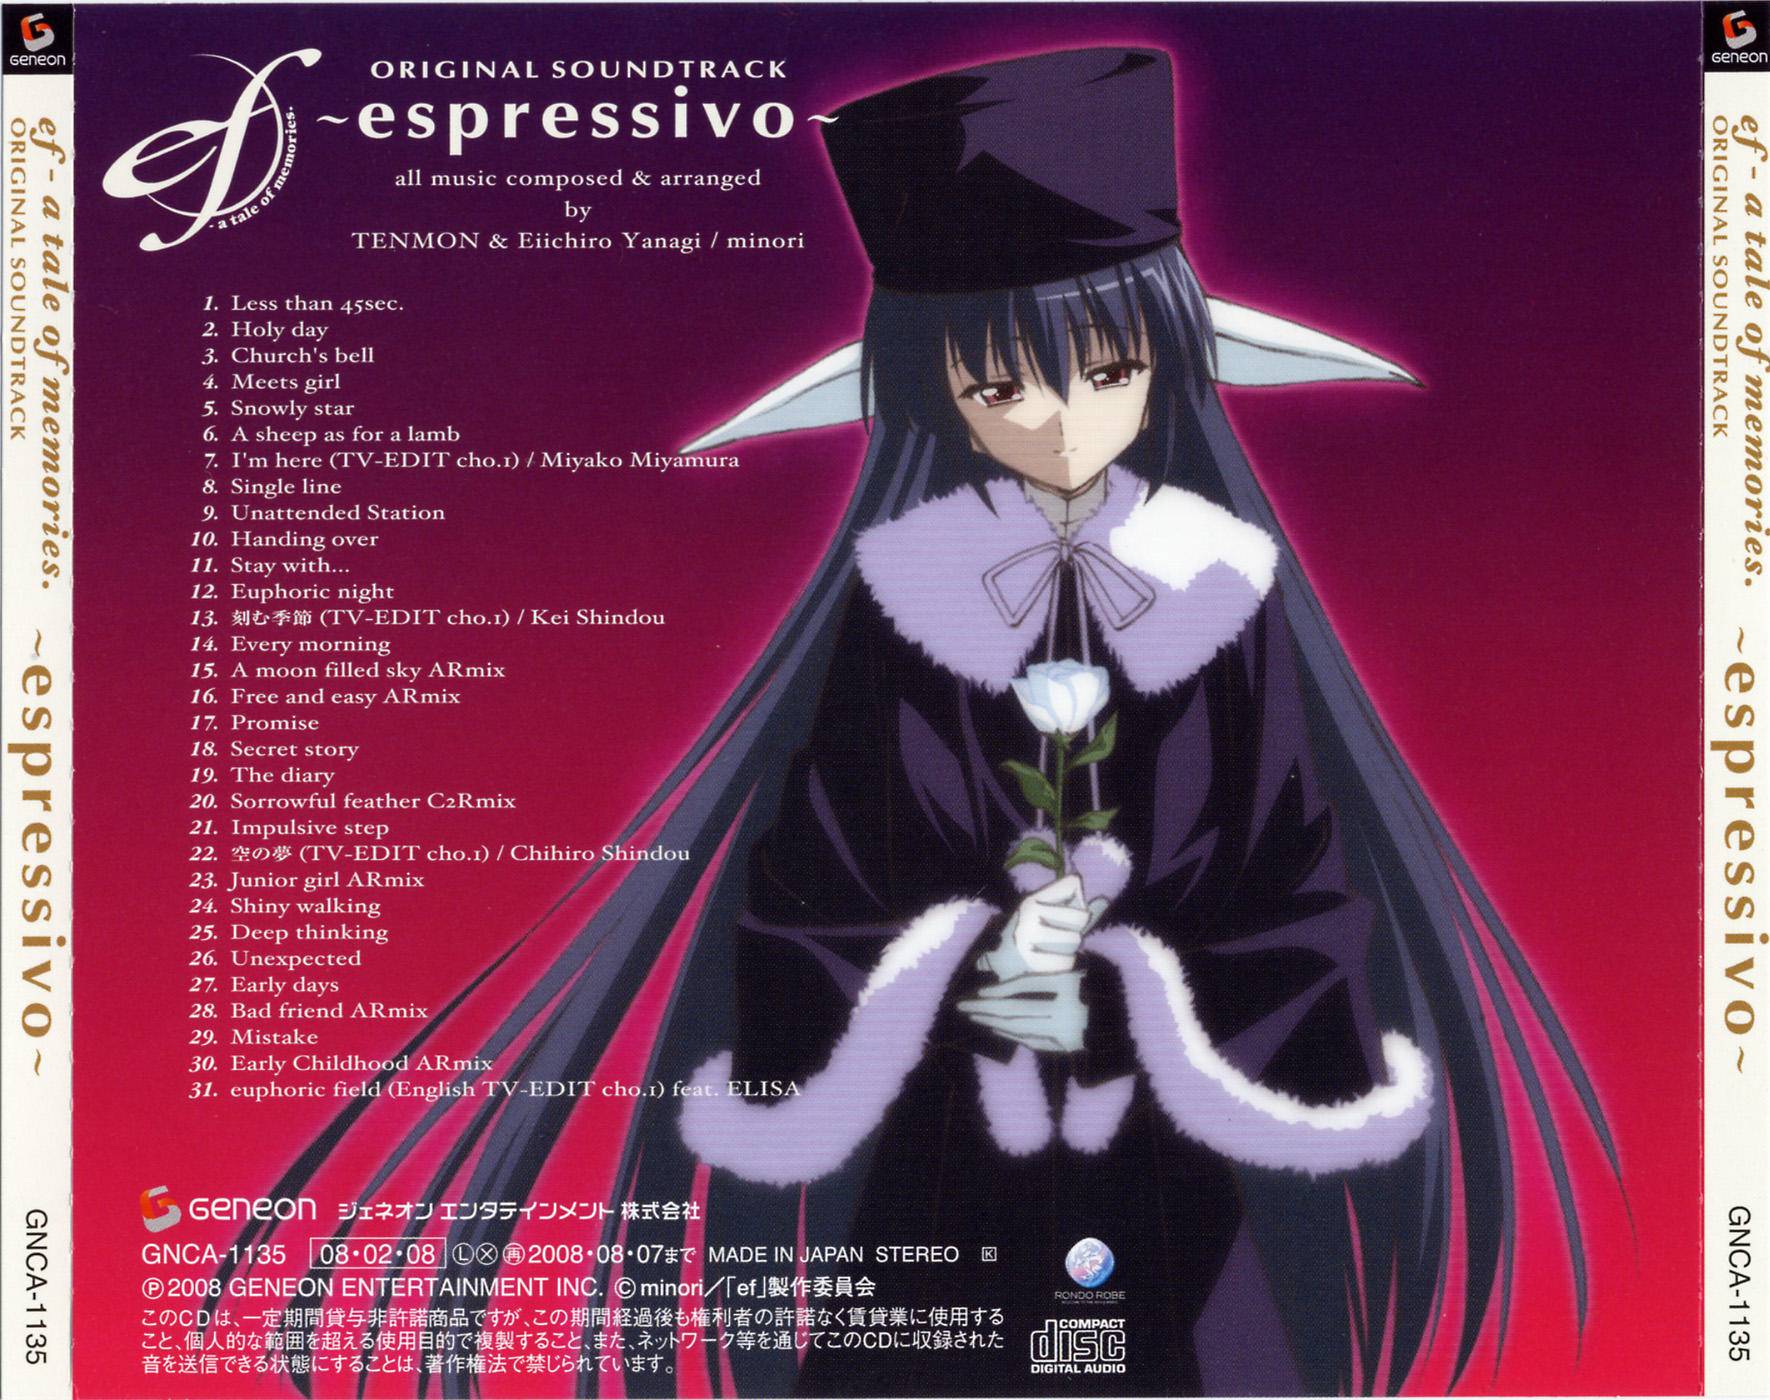 GENEON
ef - a tale of memories.
ORIGINAL SOUNDTRACK
~espressivo~
GNCA-1135
ef
- a tale of memories.
ORIGINAL SOUNDTRACK
~espressivo~
all music composed & arranged
by
TENMON & Eiichiro Yanagi / minori
1. Less than 45sec.
2. Holy day
3. Church's bell
4. Meets girl
5. Snowly star
6. A sheep as for a lamb
7. I'm here (TV-EDIT cho.1) / Miyako Miyamura
8. Single line
9. Unattended Station
10. Handing over
11. Stay with...
12. Euphoric night
13. 刻む季節 (TV-EDIT cho.1) / Kei Shindou
14. Every morning
15. A moon filled sky ARmix
16. Free and easy ARmix
17. Promise
18. Secret story
19. The diary
20. Sorrowful feather C2Rmix
21. Impulsive step
22. 空の夢 (TV-EDIT cho.1) / Chihiro Shindou
23. Junior girl ARmix
24. Shiny walking
25. Deep thinking
26. Unexpected
27. Early days
28. Bad friend ARmix
29. Mistake
30. Early Childhood ARmix
31. euphoric field (English TV-EDIT cho.1) feat. ELISA
GENEON ジェネオン エンタテインメント 株式会社
GNCA-1135 08・02・08 Ⓛ Ⓧ 再 2008・08・07まで MADE IN JAPAN STEREO K
Ⓟ2008 GENEON ENTERTAINMENT INC. ©minori／「ef」製作委員会
このCDは、一定期間貸与非許諾商品ですが、この期間経過後も権利者の許諾なく賃貸業に使用する
こと、個人的な範囲を超える使用目的で複製すること、また、ネットワーク等を通じてこのCDに収録された
音を送信できる状態にすることは、著作権法で禁じられています。
RONDO ROBE
COMPACT
disc
DIGITAL AUDIO
GENEON
ef - a tale of memories.
ORIGINAL SOUNDTRACK
~espressivo~
GNCA-1135